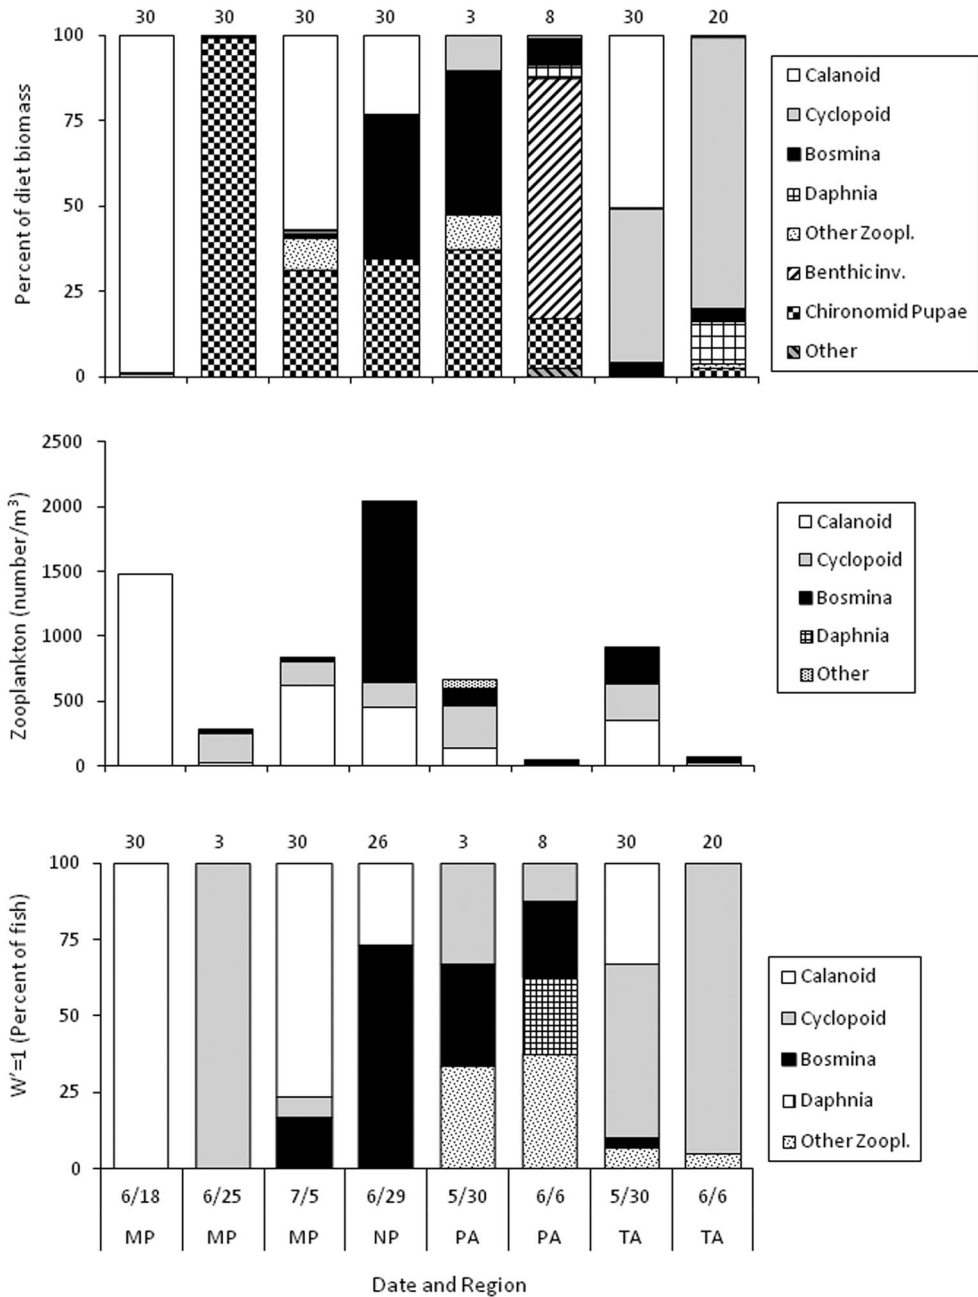 30 30 30 30 3 8 30 20
Percent of diet biomass
100
75
50
25
0
Calanoid
Cyclopoid
Bosmina
Daphnia
Other Zoopl.
Benthic inv.
Chironomid Pupae
Other
Zooplankton (number/m³)
2500
2000
1500
1000
500
0
Calanoid
Cyclopoid
Bosmina
Daphnia
Other
30 3 30 26 3 8 30 20
W'=1 (Percent of fish)
100
75
50
25
0
Calanoid
Cyclopoid
Bosmina
Daphnia
Other Zoopl.
6/18 6/25 7/5 6/29 5/30 6/6 5/30 6/6
MP MP MP NP PA PA TA TA
Date and Region